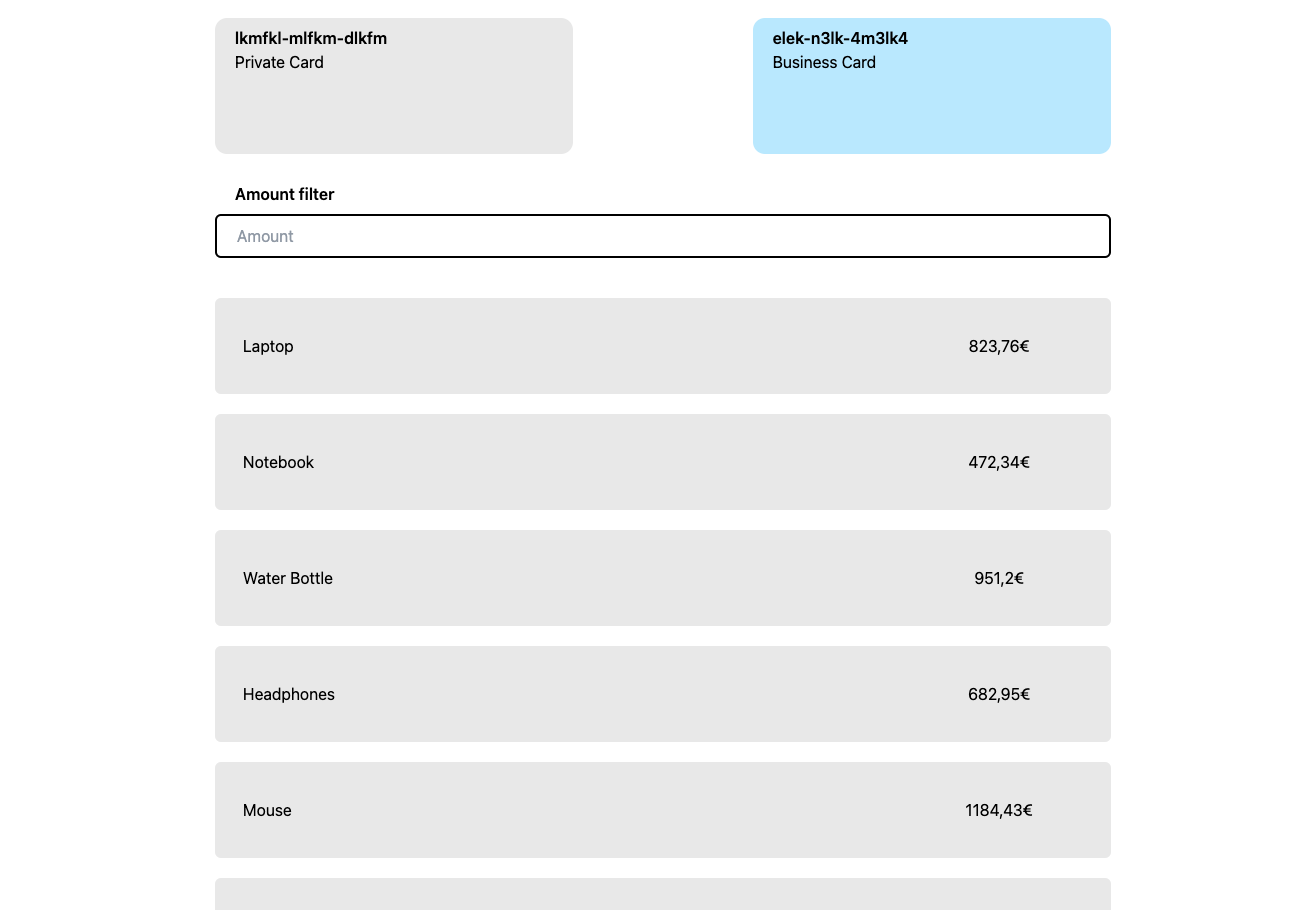 lkmfkl-mlfkm-dlkfm
Private Card
elek-n3lk-4m3lk4
Business Card
Amount filter
Amount
Laptop 823,76€
Notebook 472,34€
Water Bottle 951,2€
Headphones 682,95€
Mouse 1184,43€